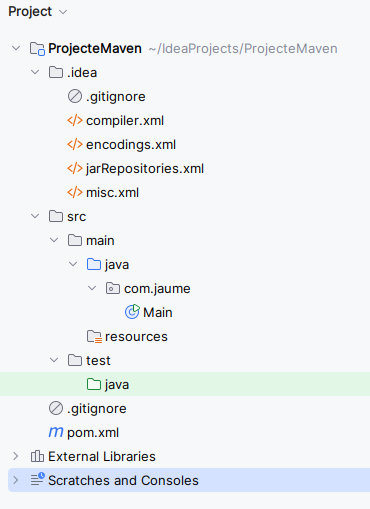 Project
ProjecteMaven ~/IdeaProjects/ProjecteMaven
.idea
.gitignore
compiler.xml
encodings.xml
jarRepositories.xml
misc.xml
src
main
java
com.jaume
Main
resources
test
java
.gitignore
pom.xml
External Libraries
Scratches and Consoles